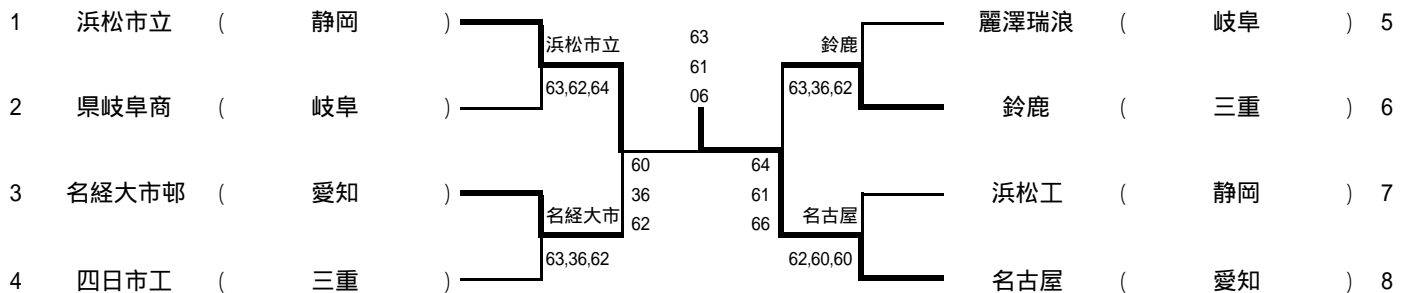 1 浜松市立 ( 静岡 )
浜松市立
63,62,64
2 県岐阜商 ( 岐阜 )
3 名経大市邨 ( 愛知 )
名経大市
63,36,62
4 四日市工 ( 三重 )
60
36
62
63
61
06
64
61
66
麗澤瑞浪 ( 岐阜 ) 5
鈴鹿
63,36,62
鈴鹿 ( 三重 ) 6
浜松工 ( 静岡 ) 7
名古屋
62,60,60
名古屋 ( 愛知 ) 8